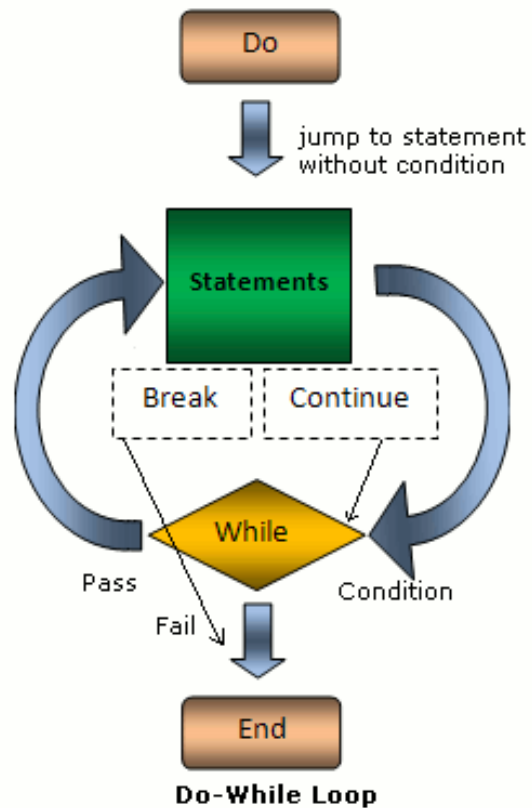 Do
jump to statement
without condition
Statements
Break
Continue
While
Pass
Condition
Fail
End
Do-While Loop